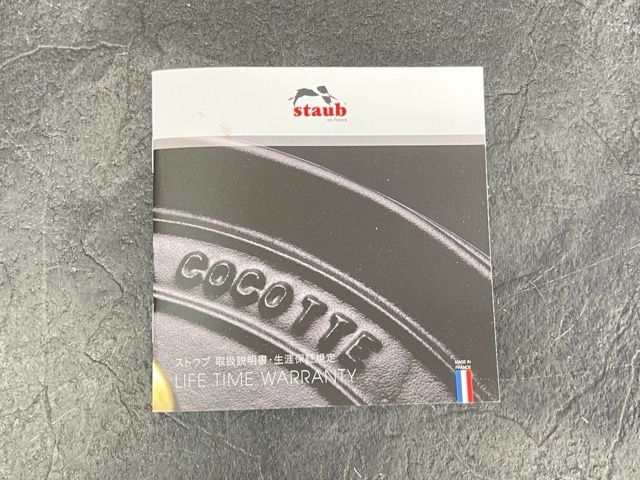 staub
en France
COCOTTE
ストウブ 取扱説明書・生涯保証規定
LIFE TIME WARRANTY
MADE IN
FRANCE